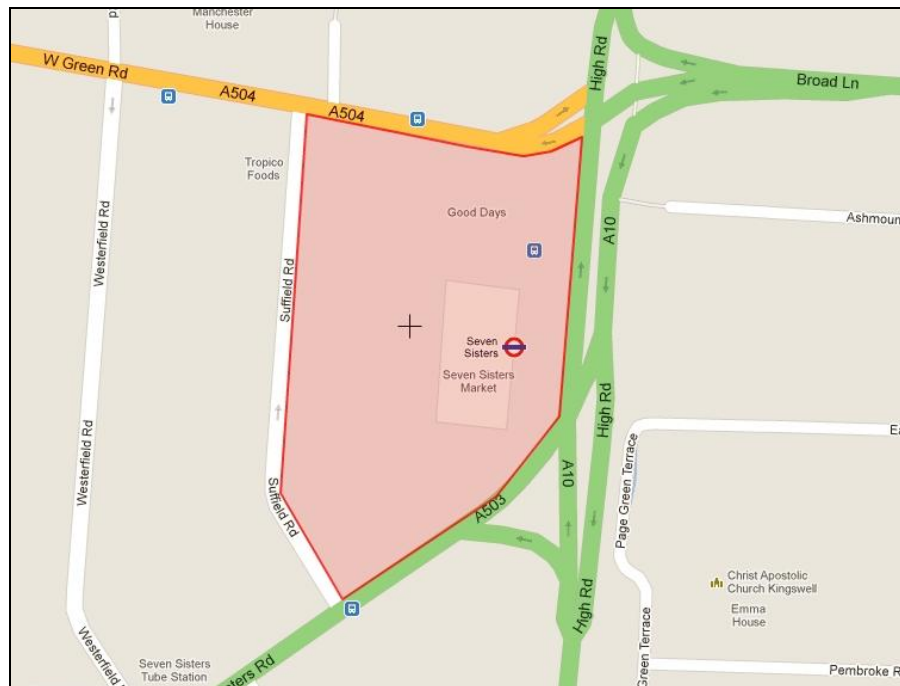 Manchester
House
W Green Rd
A504
A504
High Rd
Broad Ln
Tropico
Foods
Good Days
Westerfield Rd
Suffield Rd
A10
Ashmoun
Seven
Sisters
Seven Sisters
Market
High Rd
Ea
Westerfield Rd
Suffield Rd
A503
A10
Page Green Terrace
Christ Apostolic
Church Kingswell
Emma
House
High Rd
Westerfield R
Seven Sisters
Tube Station
sters Rd
Green Terrace
Pembroke R